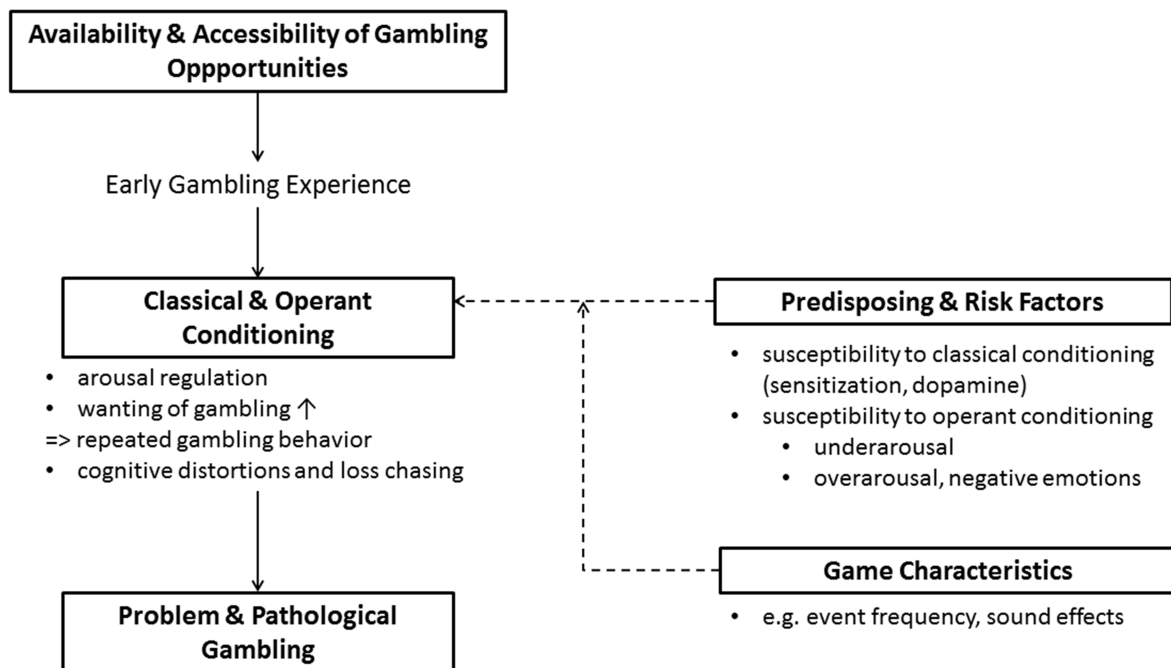 Availability & Accessibility of Gambling
Oppportunities
Early Gambling Experience
Classical & Operant
Conditioning
• arousal regulation
• wanting of gambling ↑
=> repeated gambling behavior
• cognitive distortions and loss chasing
Problem & Pathological
Gambling
Predisposing & Risk Factors
• susceptibility to classical conditioning
(sensitization, dopamine)
• susceptibility to operant conditioning
• underarousal
• overarousal, negative emotions
Game Characteristics
• e.g. event frequency, sound effects